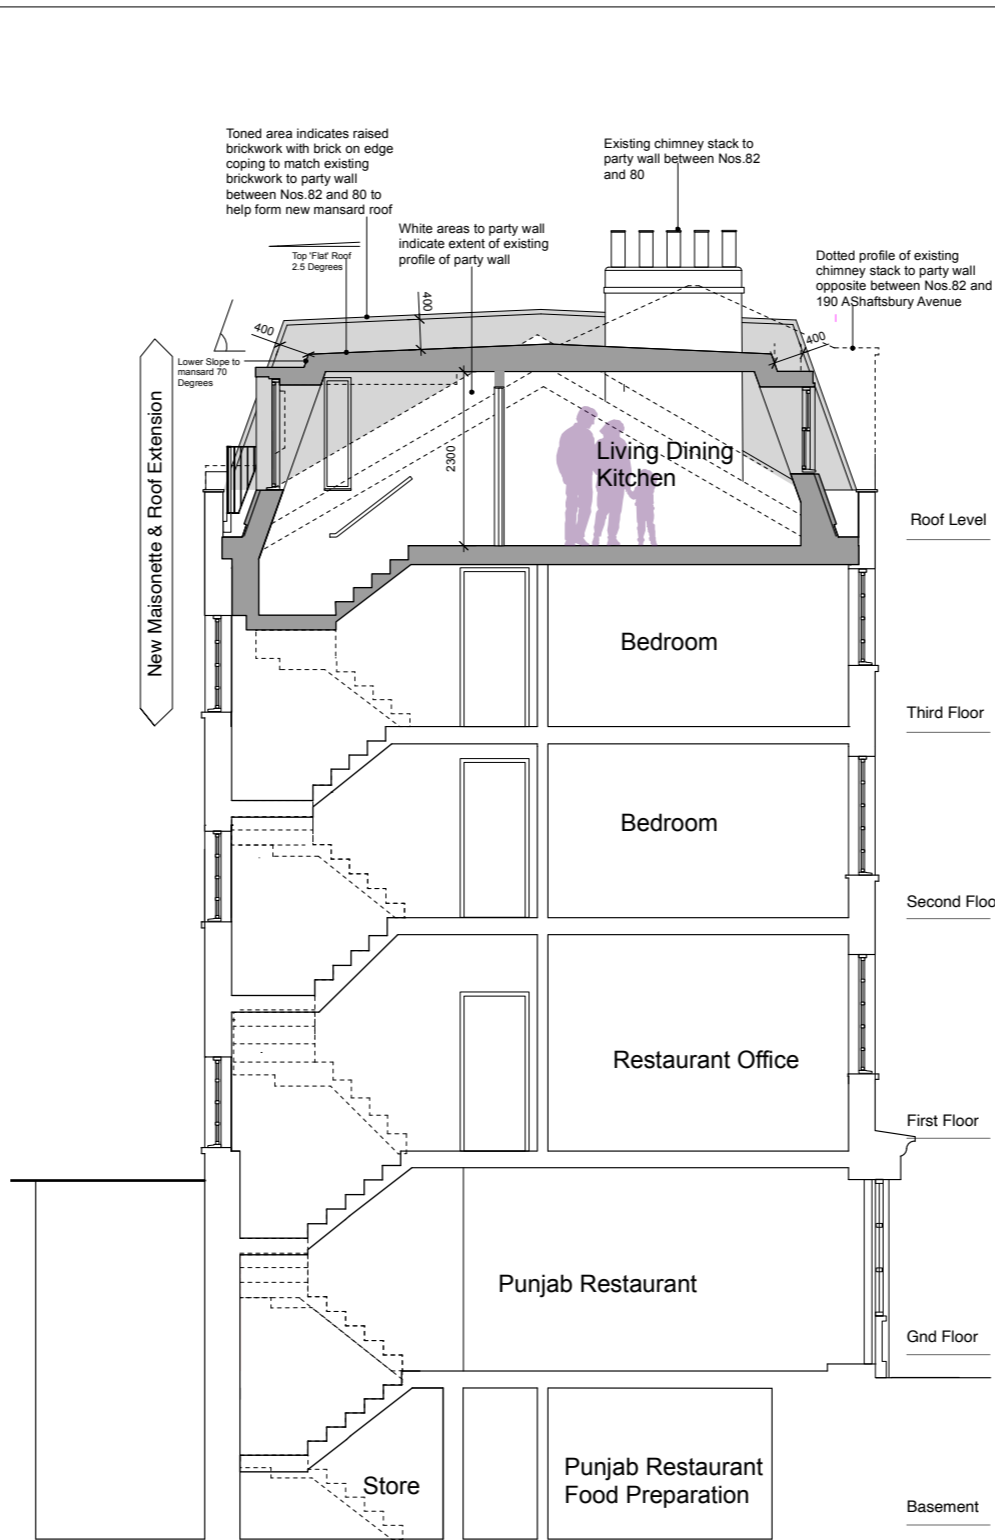 Toned area indicates raised
brickwork with brick on edge
coping to match existing
brickwork to party wall
between Nos.82 and 80 to
help form new mansard roof
Existing chimney stack to
party wall between Nos.82
and 80
White areas to party wall
indicate extent of existing
profile of party wall
Top 'Flat' Roof
2.5 Degrees
Dotted profile of existing
chimney stack to party wall
opposite between Nos.82 and
190 AShaftsbury Avenue
400
400
400
Lower Slope to
mansard 70
Degrees
New Maisonette & Roof Extension
2300
Living Dining
Kitchen
Roof Level
Bedroom
Third Floor
Bedroom
Second Floo
Restaurant Office
First Floor
Punjab Restaurant
Gnd Floor
Store
Punjab Restaurant
Food Preparation
Basement